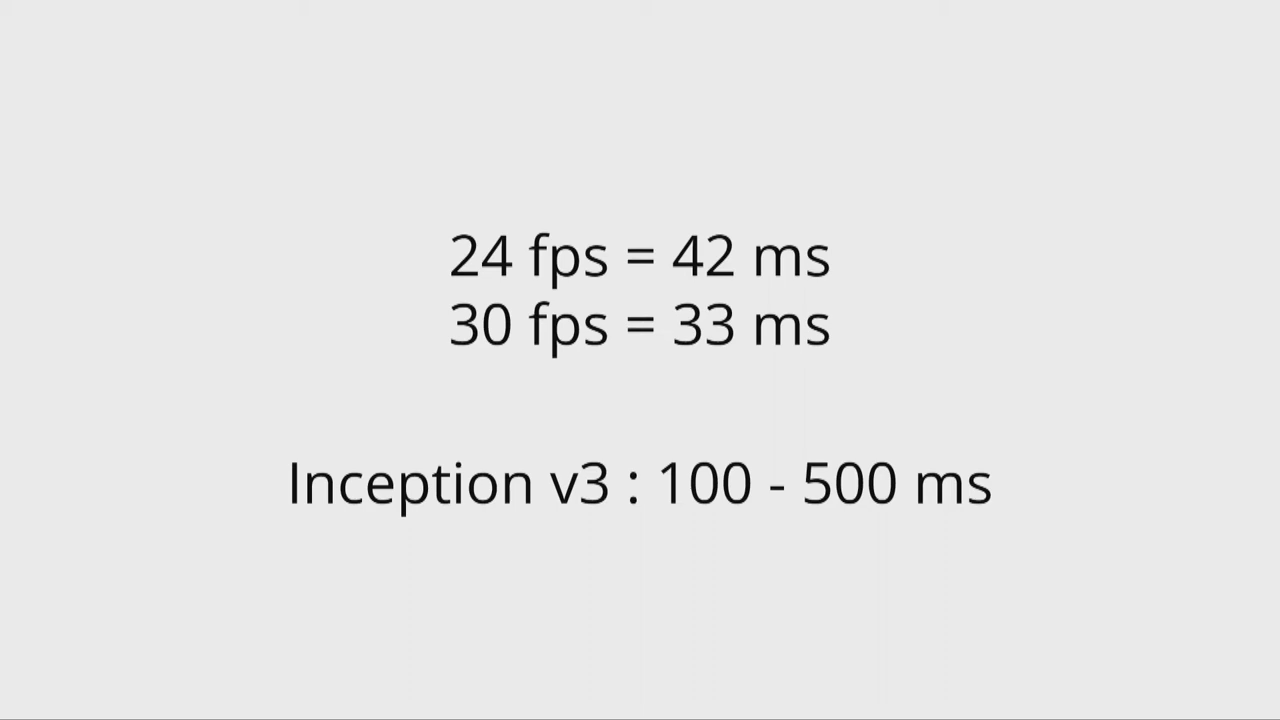 24 fps = 42 ms
30 fps = 33 ms
Inception v3 : 100 - 500 ms